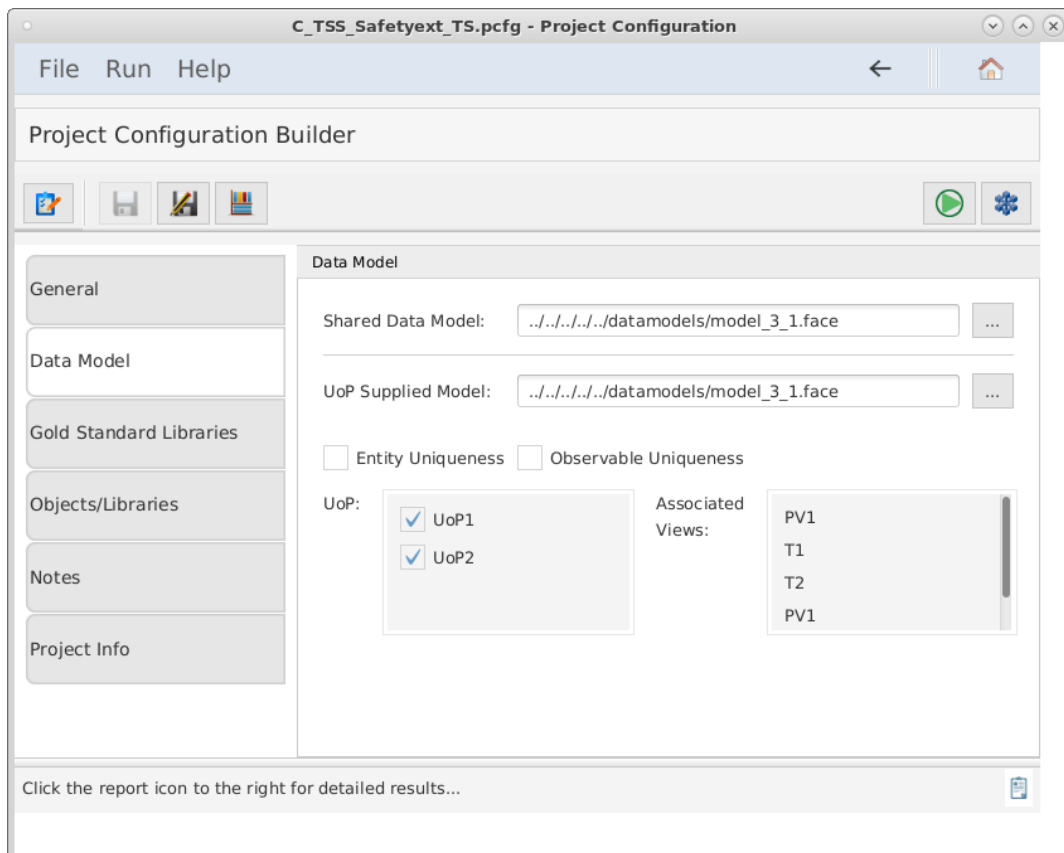 C_TSS_Safetyext_TS.pcfg - Project Configuration
File Run Help
Project Configuration Builder
General
Data Model
Gold Standard Libraries
Objects/Libraries
Notes
Project Info
Data Model
Shared Data Model: ../../../../../datamodels/model_3_1.face ...
UoP Supplied Model: ../../../../../datamodels/model_3_1.face ...
Entity Uniqueness Observable Uniqueness
UoP:
UoP1
UoP2
Associated
Views:
PV1
T1
T2
PV1
Click the report icon to the right for detailed results...